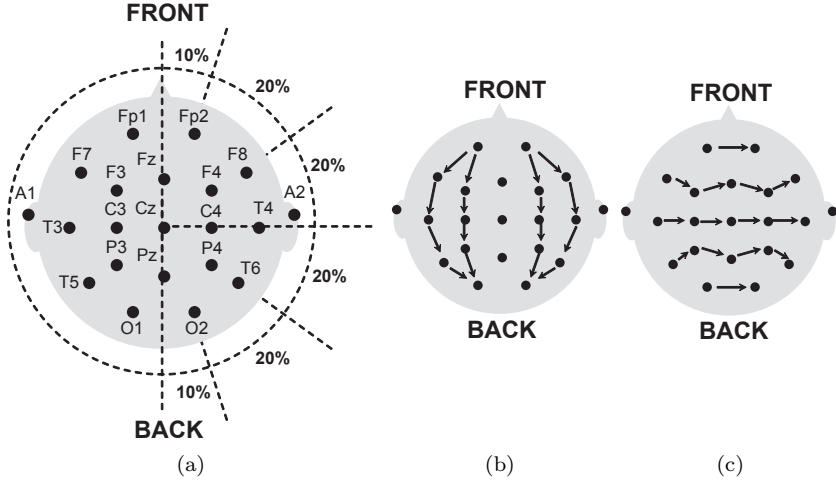 FRONT
10%
20%
Fp1 Fp2
F7 Fz F8
F3 F4
20%
A1 A2
C3 Cz C4 T4
T3
P3 Pz P4
T5 T6
20%
O1 O2
20%
10%
BACK
(a)
FRONT
BACK
(b)
FRONT
BACK
(c)